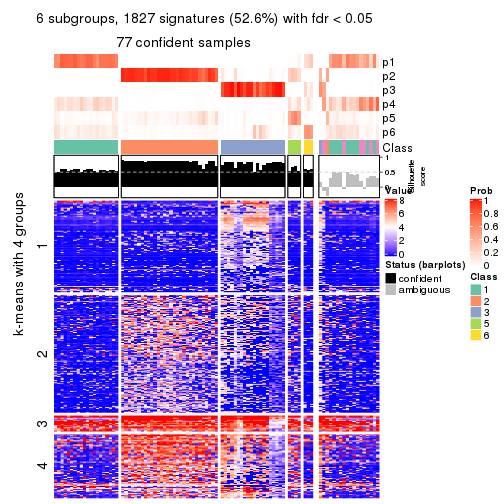 6 subgroups, 1827 signatures (52.6%) with fdr < 0.05
77 confident samples
p1
p2
p3
p4
p5
p6
Class
1
0.5
0
Silhouette
score
k-means with 4 groups
1
2
3
4
Value
8
6
4
2
0
Status (barplots)
confident
ambiguous
Prob
1
0.8
0.6
0.4
0.2
0
Class
1
2
3
5
6